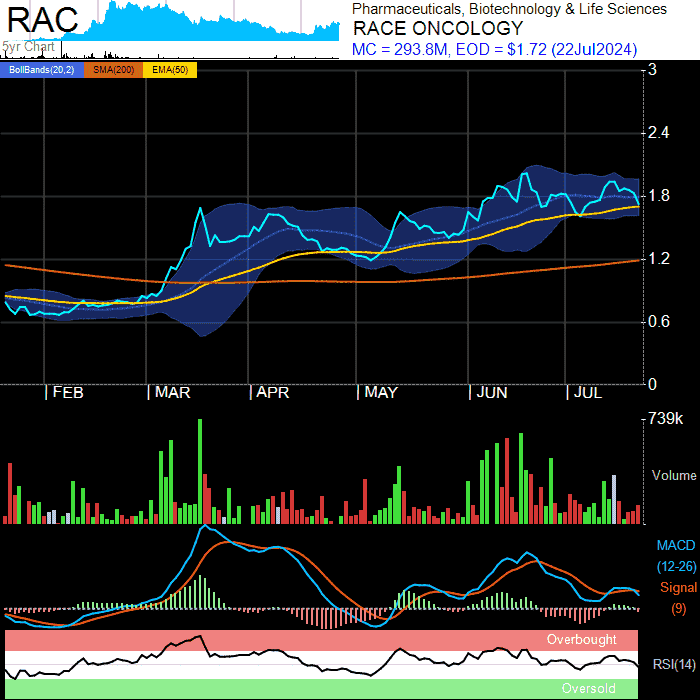 RAC
5yr Chart
Pharmaceuticals, Biotechnology & Life Sciences
RACE ONCOLOGY
MC = 293.8M, EOD = $1.72 (22Jul2024)
BollBands(20,2) SMA(200) EMA(50)
3
2.4
1.8
1.2
0.6
0
FEB MAR APR MAY JUN JUL
739k
Volume
MACD
(12-26)
Signal
(9)
Overbought
RSI(14)
Oversold